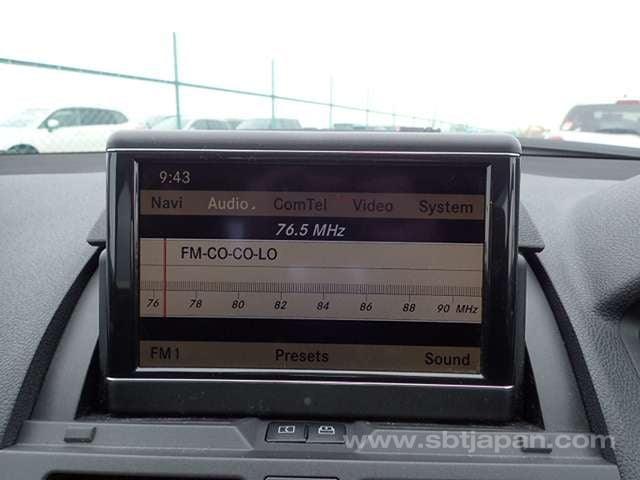 9:43
Navi Audio ComTel Video System
76.5 MHz
FM-CO-CO-LO
76 78 80 82 84 86 88 90 MHz
FM1 Presets Sound
www.sbtjapan.com